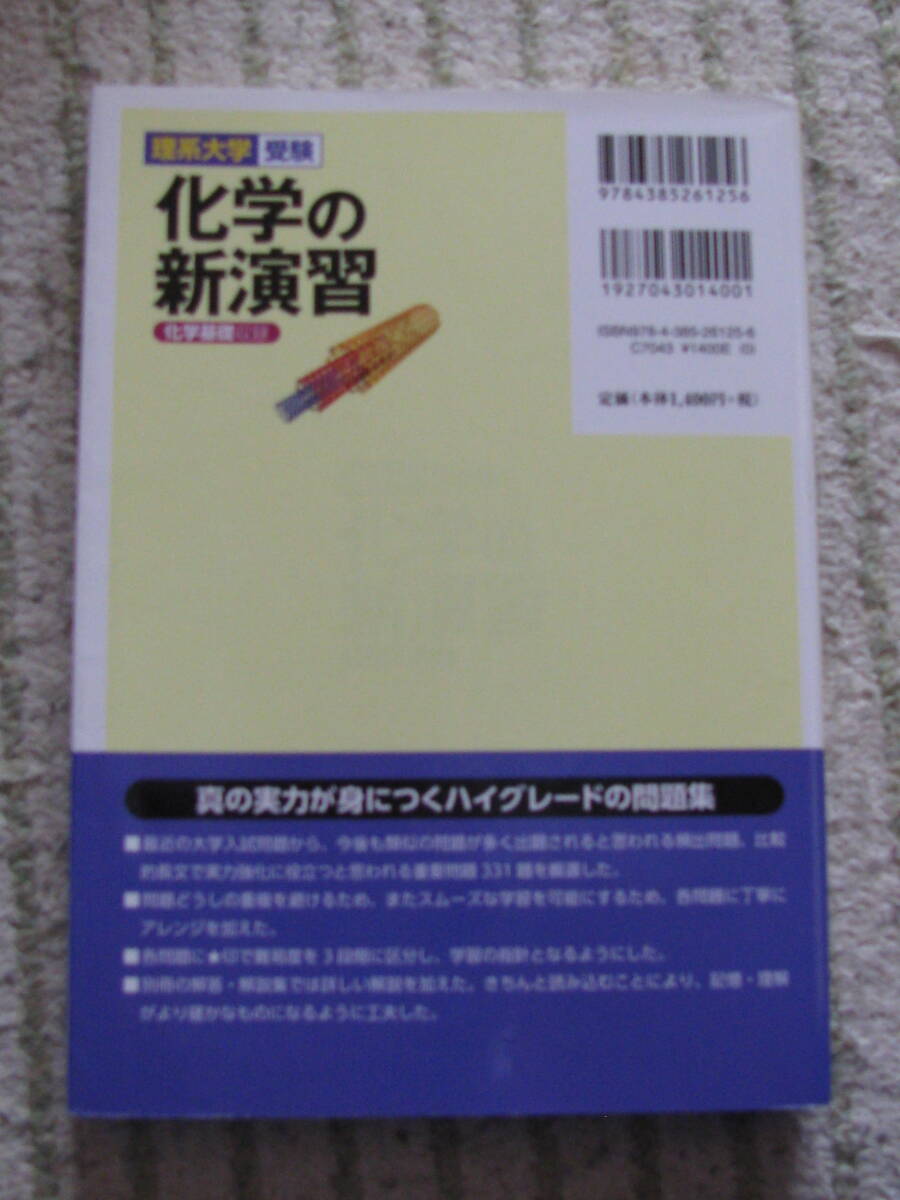 理系大学 受験
化学の
新演習
化学基礎収録
9784385261256
1927043014001
ISBN978-4-385-26125-6
C7043 ¥1400E (0)
定価(本体1,400円+税)
真の実力が身につくハイグレードの問題集
■最近の大学入試問題から、今後も類似の問題が多く出題されると思われる頻出問題、比較
的長文で実力強化に役立つと思われる重要問題331題を厳選した。
■問題どうしの重複を避けるため、またスムーズな学習を可能にするため、各問題に丁寧に
アレンジを加えた。
■各問題に★印で難易度を3段階に区分し、学習の指針となるようにした。
■別冊の解答・解説集では詳しい解説を加えた。きちんと読み込むことにより、記憶・理解
がより確かなものになるように工夫した。